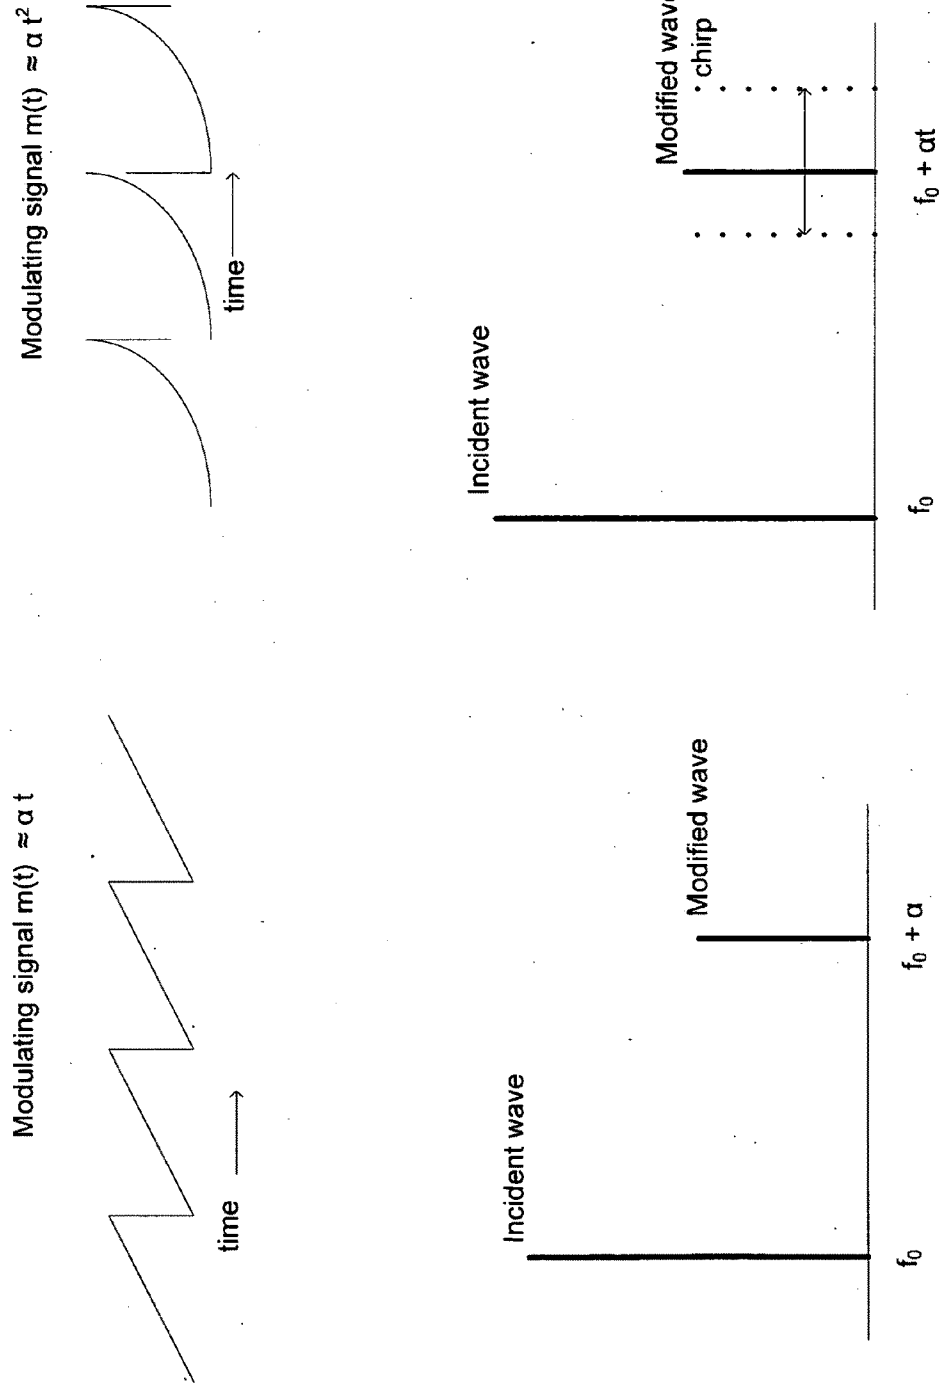 Modulating signal m(t) ≈ α t
time
Incident wave
Modified wave
f₀
f₀ + α
Modulating signal m(t) ≈ α t²
time
Incident wave
Modified wave
chirp
f₀
f₀ + αt